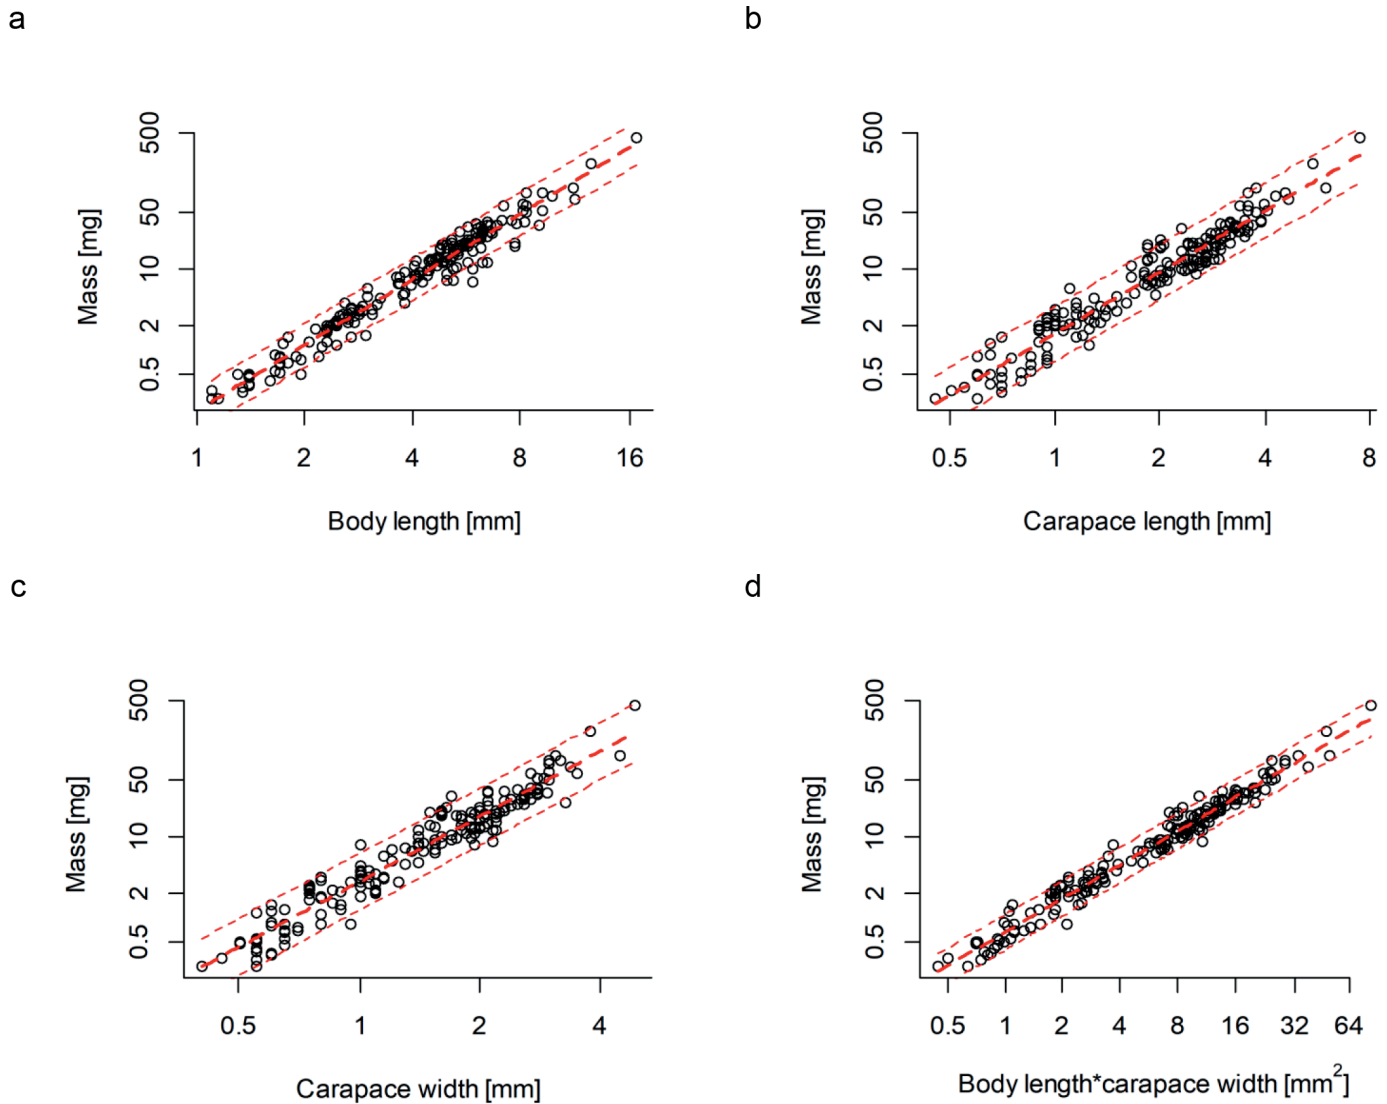 a
500
50
10
2
0.5
Mass [mg]
1 2 4 8 16
Body length [mm]
b
500
50
10
2
0.5
Mass [mg]
0.5 1 2 4 8
Carapace length [mm]
c
500
50
10
2
0.5
Mass [mg]
0.5 1 2 4
Carapace width [mm]
d
500
50
10
2
0.5
Mass [mg]
0.5 1 2 4 8 16 32 64
Body length*carapace width [mm²]